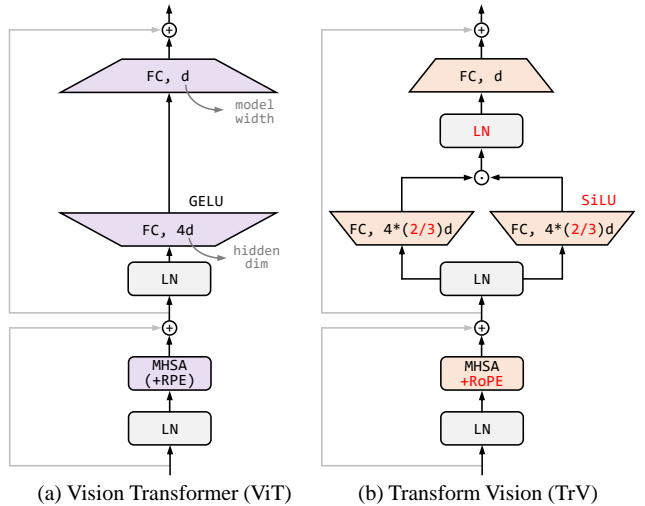 FC, d
model
width
GELU
FC, 4d
hidden
dim
LN
MHSA
(+RPE)
LN
(a) Vision Transformer (ViT)
FC, d
LN
SiLU
FC, 4*(2/3)d
FC, 4*(2/3)d
LN
MHSA
+RoPE
LN
(b) Transform Vision (TrV)